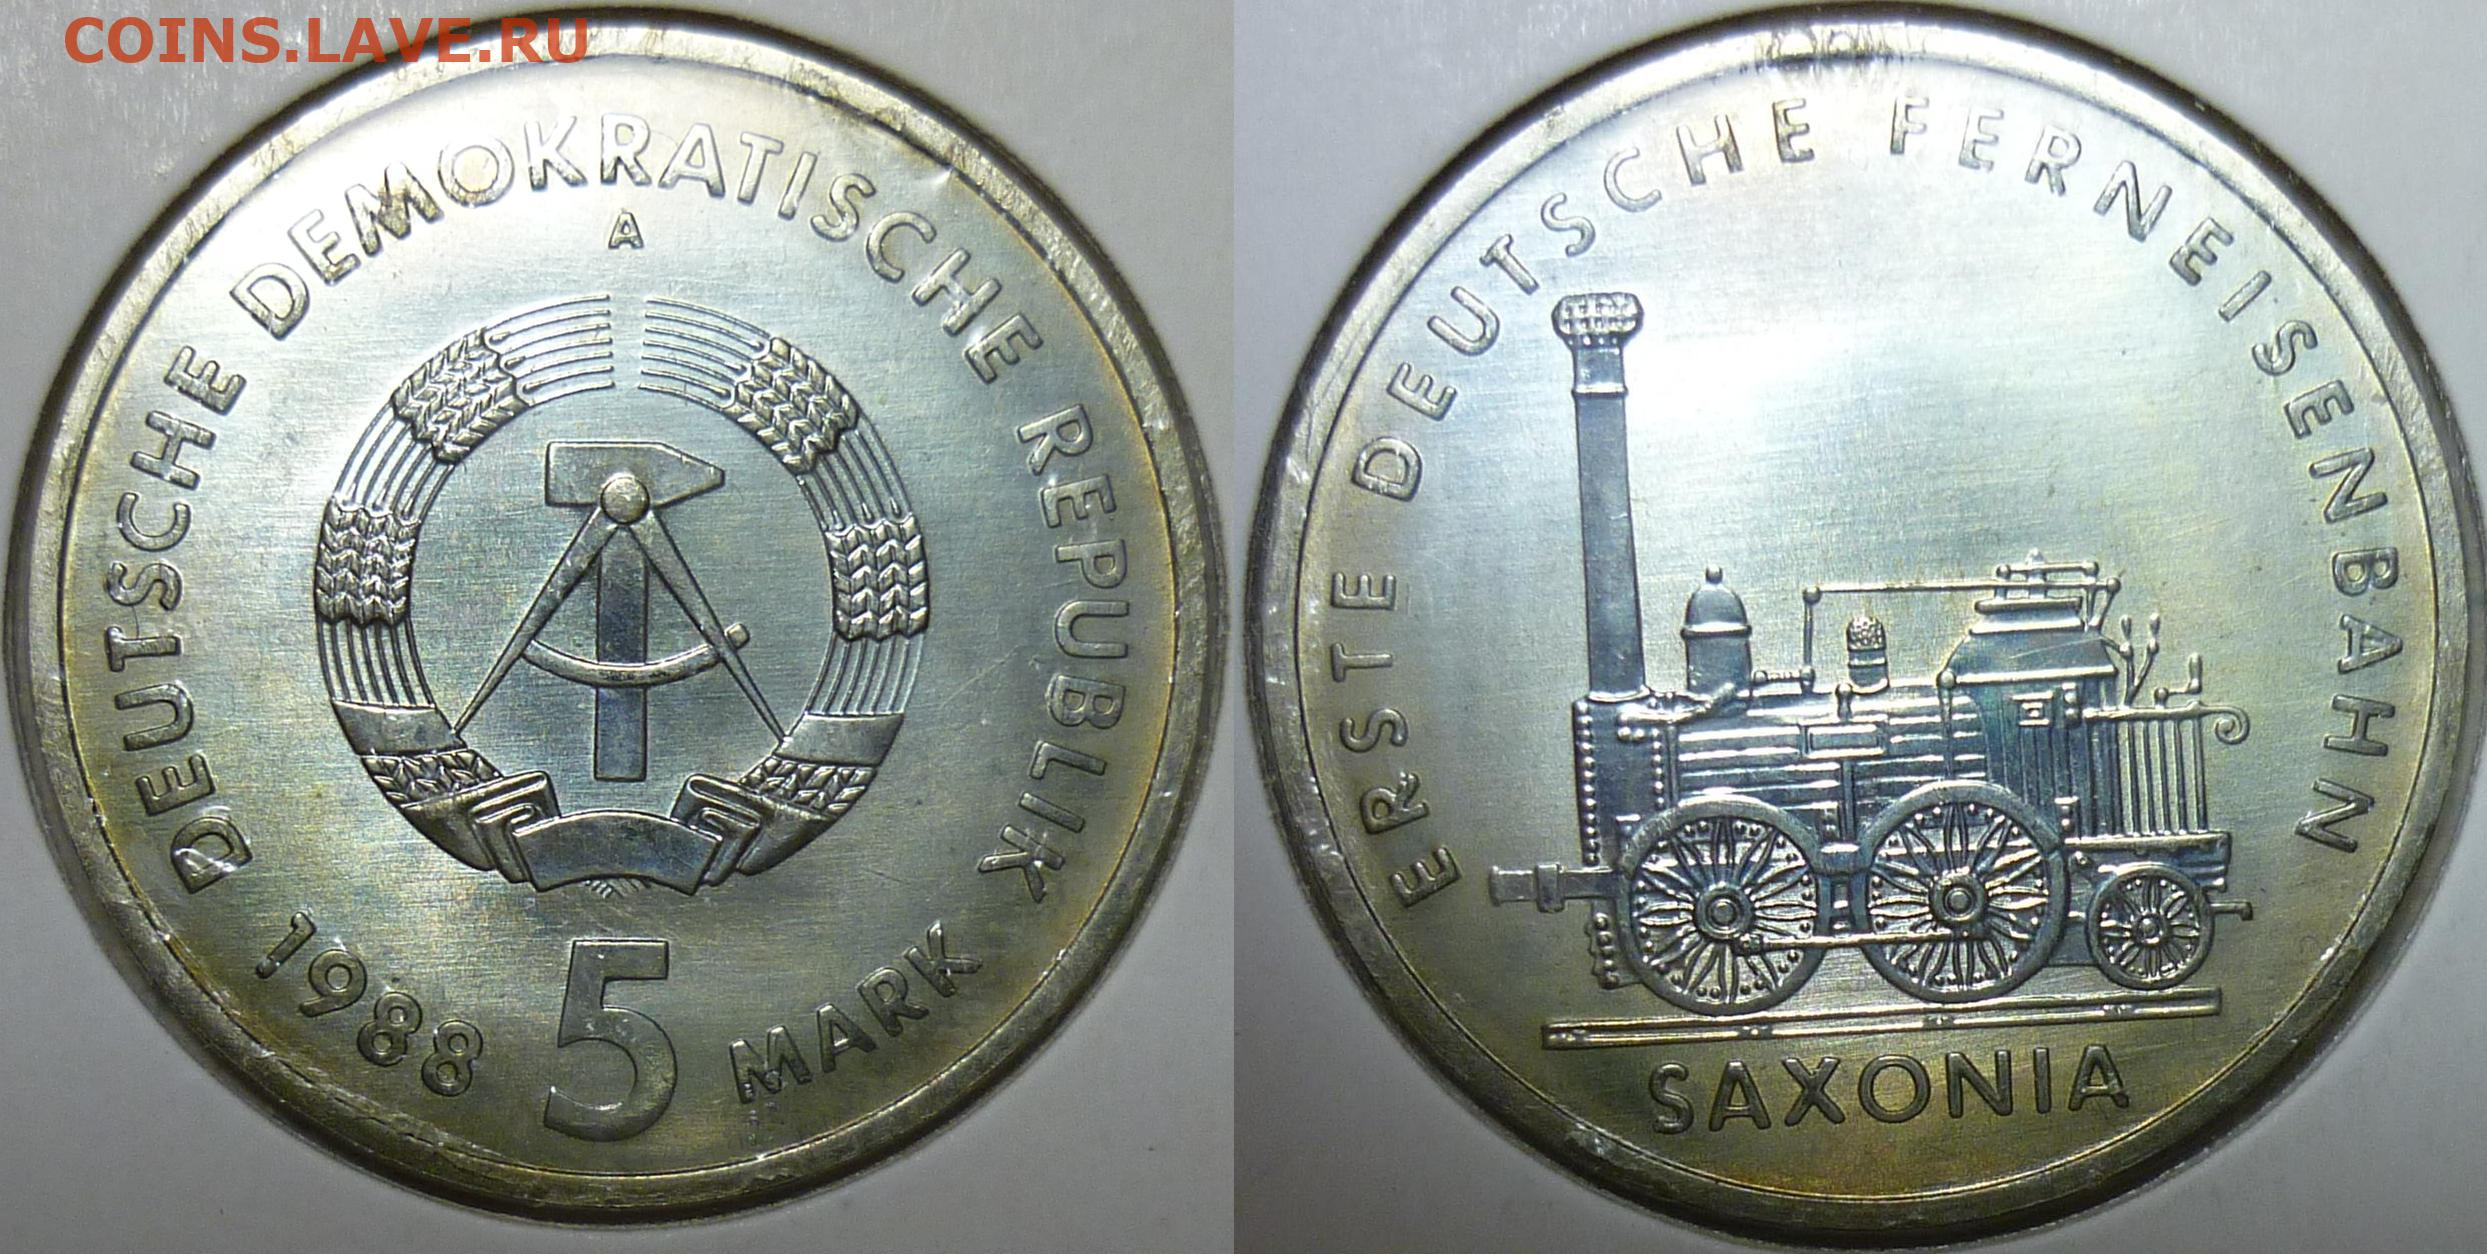 COINS.LAVE.RU
DEUTSCHE DEMOKRATISCHE REPUBLIK
A
1988 5 MARK
ERSTE DEUTSCHE FERNEISENBAHN
SAXONIA